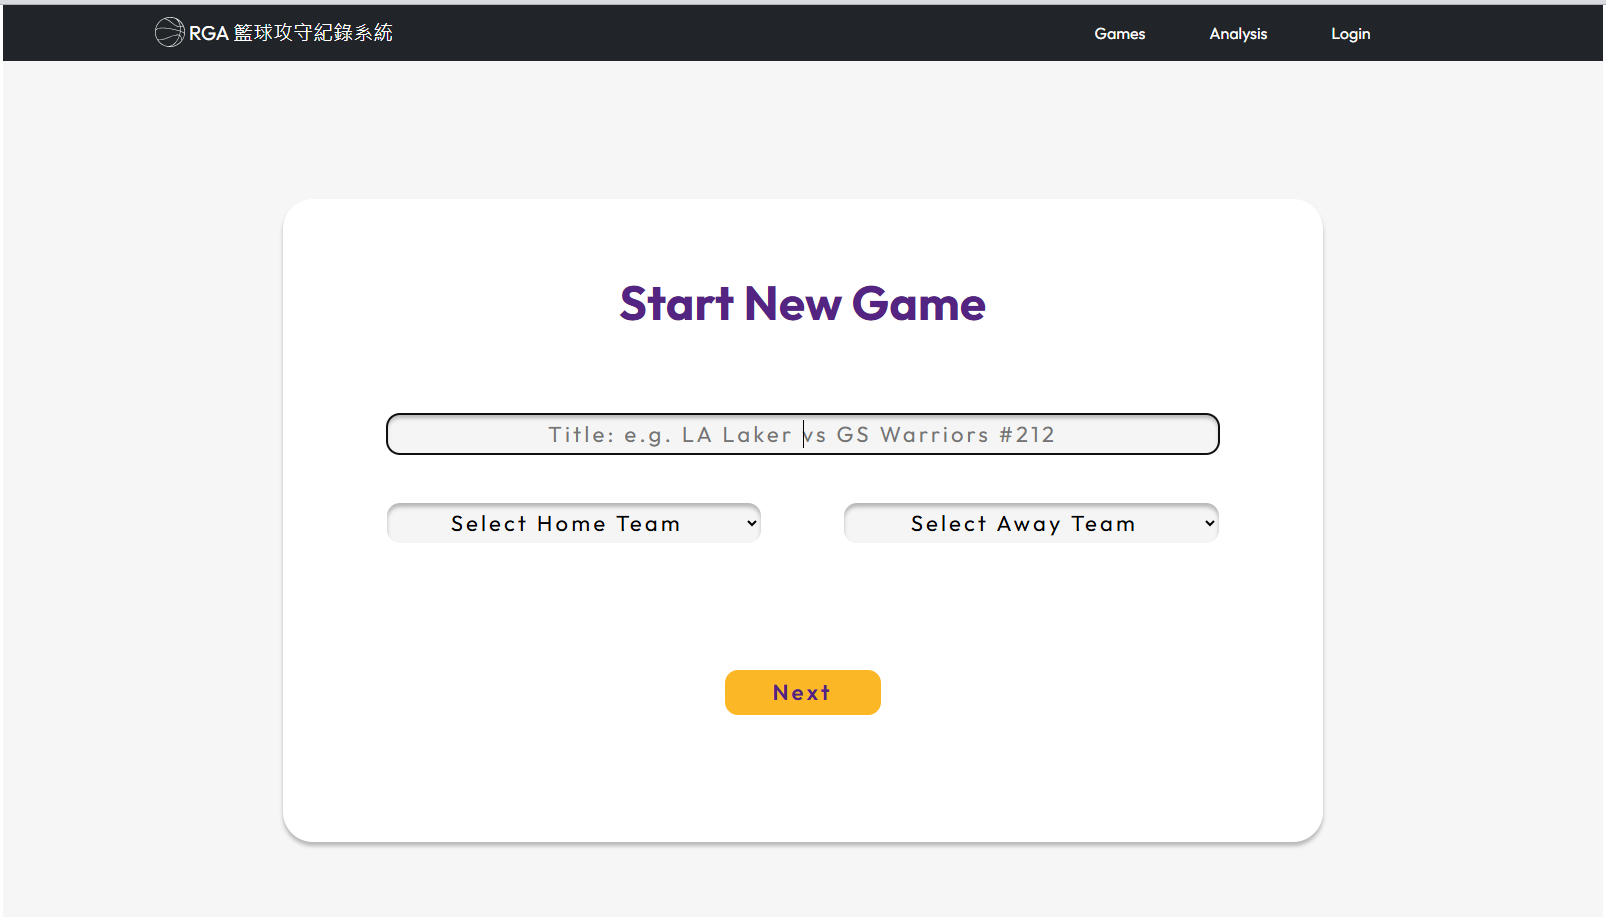 RGA 籃球攻守紀錄系統
Games
Analysis
Login
Start New Game
Title: e.g. LA Laker vs GS Warriors #212
Select Home Team
Select Away Team
Next